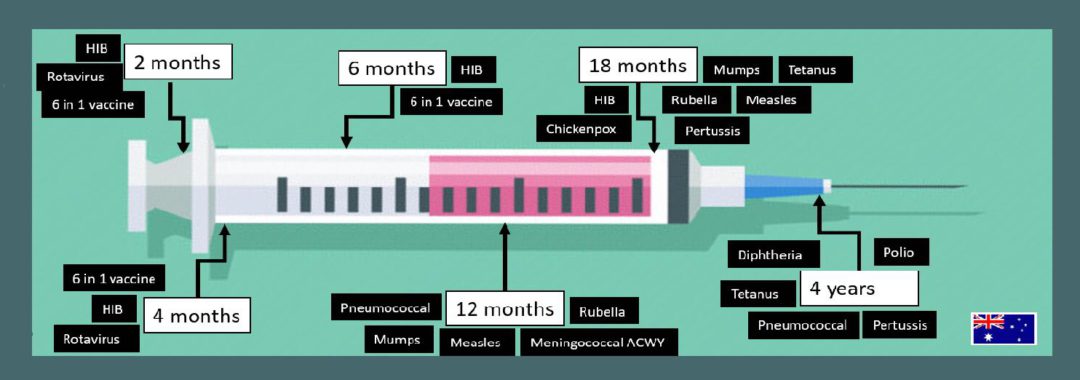 HIB
2 months
Rotavirus
6 in 1 vaccine
6 months
HIB
6 in 1 vaccine
18 months
Mumps
Tetanus
HIB
Rubella
Measles
Chickenpox
Pertussis
6 in 1 vaccine
HIB
4 months
Rotavirus
Pneumococcal
12 months
Rubella
Mumps
Measles
Meningococcal ACWY
Diphtheria
Polio
Tetanus
4 years
Pneumococcal
Pertussis